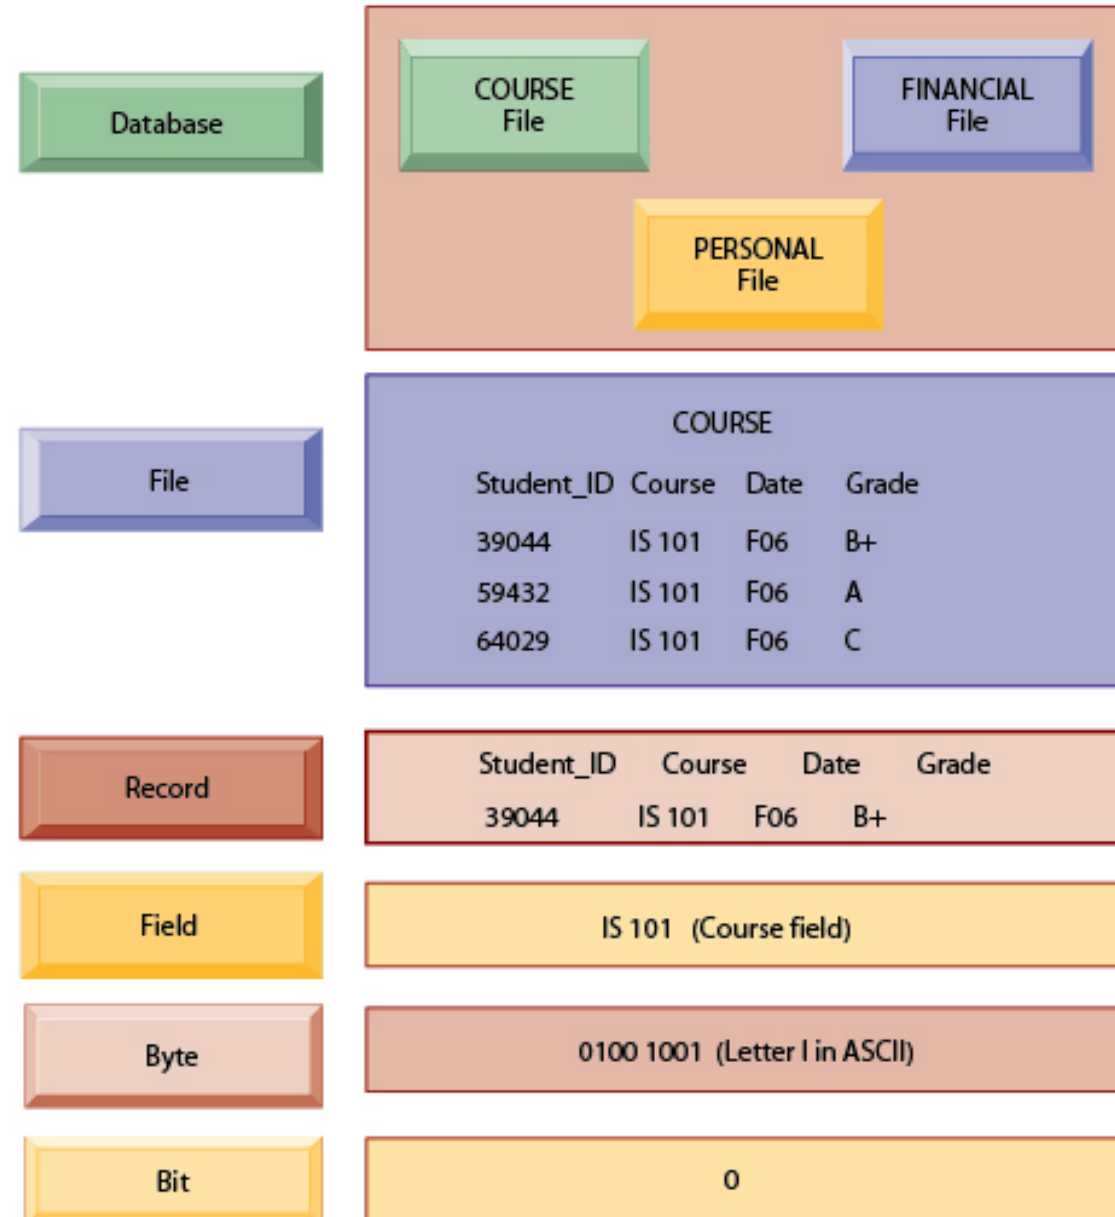 Database
COURSE
File
FINANCIAL
File
PERSONAL
File
File
COURSE
Student_ID Course Date Grade
39044 IS 101 F06 B+
59432 IS 101 F06 A
64029 IS 101 F06 C
Record
Student_ID Course Date Grade
39044 IS 101 F06 B+
Field
IS 101 (Course field)
Byte
0100 1001 (Letter I in ASCII)
Bit
0